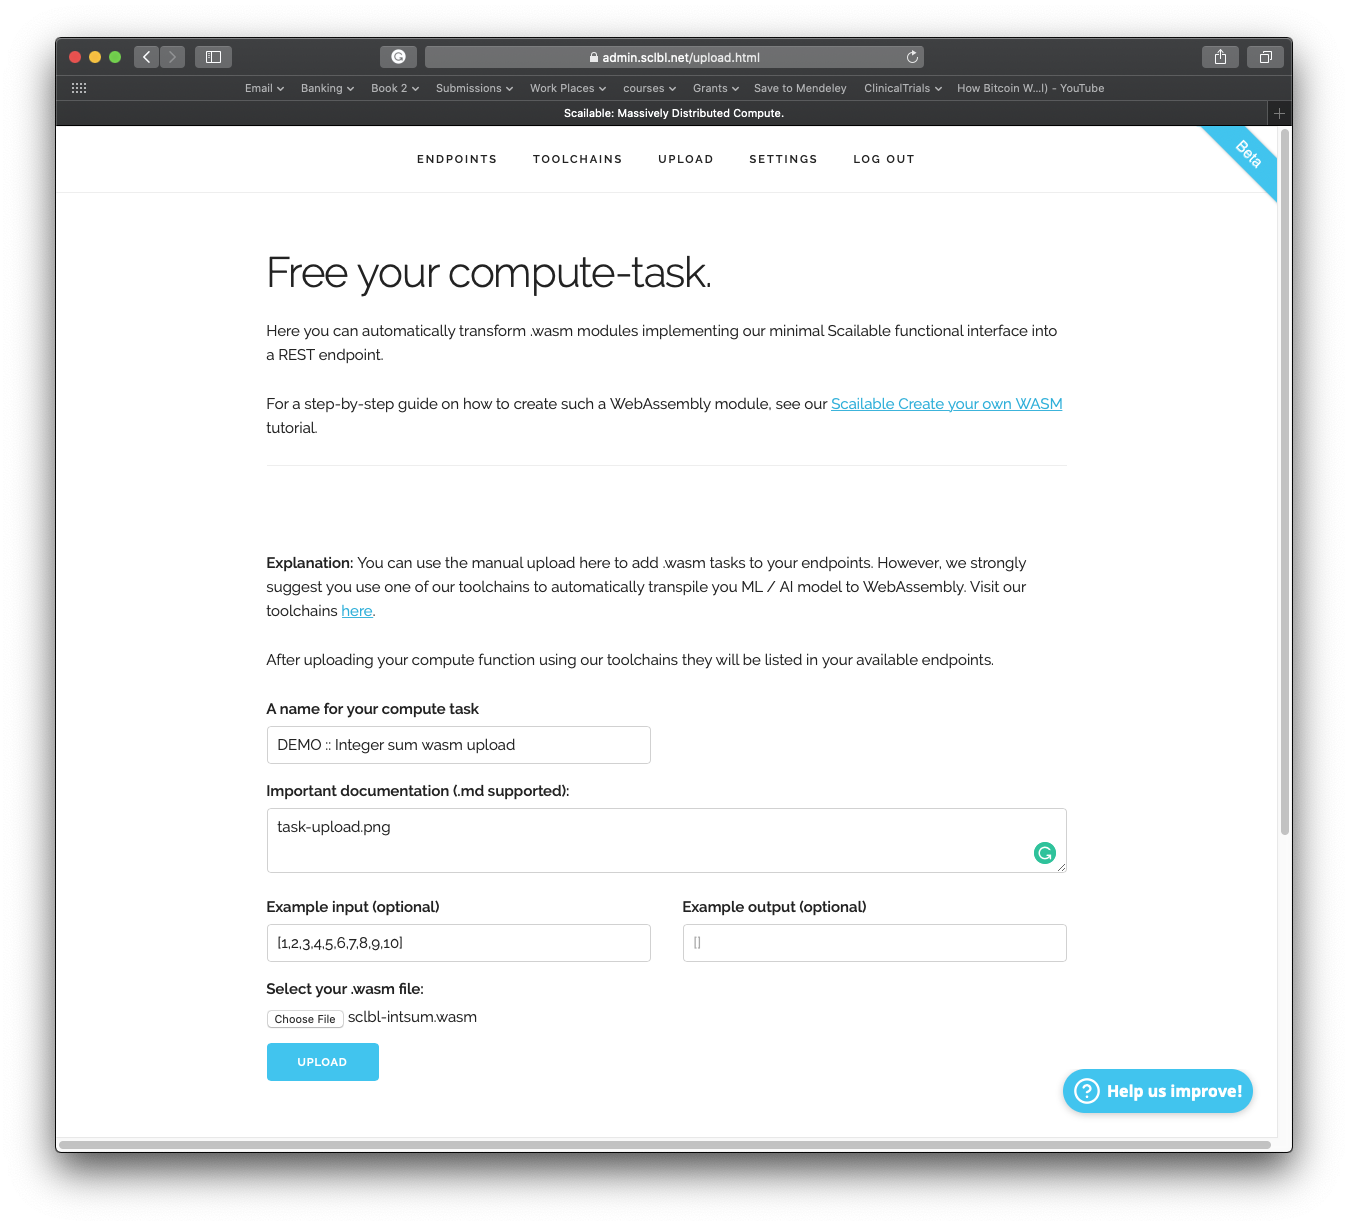 admin.sclbl.net/upload.html
Email Banking Book 2 Submissions Work Places courses Grants Save to Mendeley ClinicalTrials How Bitcoin W...l) - YouTube
Scailable: Massively Distributed Compute.
ENDPOINTS TOOLCHAINS UPLOAD SETTINGS LOG OUT
Beta
Free your compute-task.
Here you can automatically transform .wasm modules implementing our minimal Scailable functional interface into
a REST endpoint.
For a step-by-step guide on how to create such a WebAssembly module, see our Scailable Create your own WASM
tutorial.
Explanation: You can use the manual upload here to add .wasm tasks to your endpoints. However, we strongly
suggest you use one of our toolchains to automatically transpile you ML / AI model to WebAssembly. Visit our
toolchains here.
After uploading your compute function using our toolchains they will be listed in your available endpoints.
A name for your compute task
DEMO :: Integer sum wasm upload
Important documentation (.md supported):
task-upload.png
Example input (optional) Example output (optional)
[1,2,3,4,5,6,7,8,9,10] []
Select your .wasm file:
Choose File sclbl-intsum.wasm
UPLOAD
Help us improve!